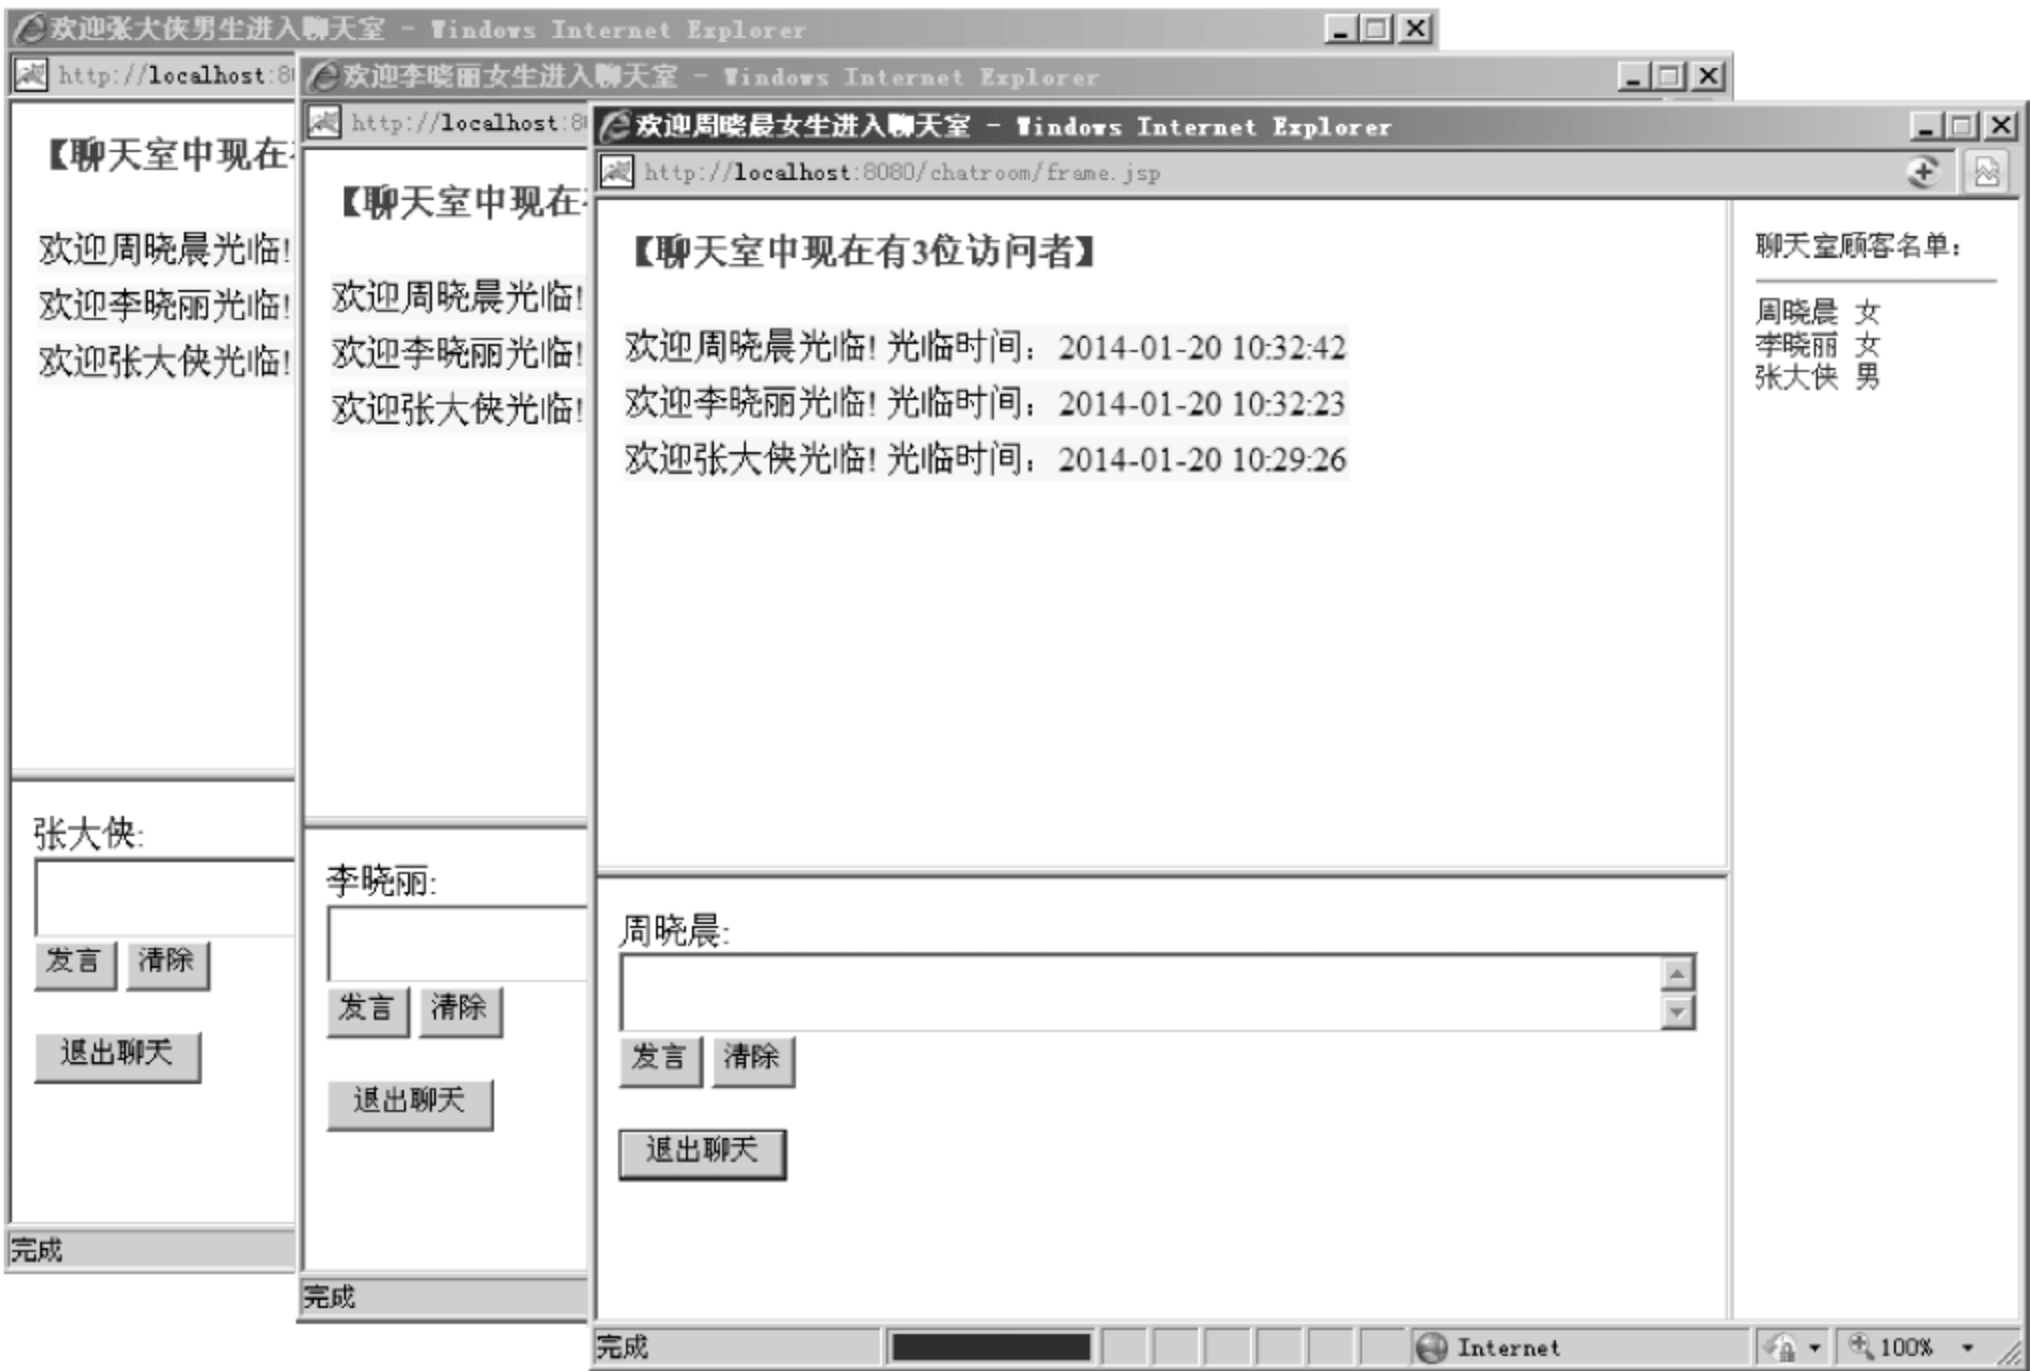 欢迎张大侠男生进入聊天室 - Windows Internet Explorer
http://localhost:8
【聊天室中现在
欢迎周晓晨光临!
欢迎李晓丽光临!
欢迎张大侠光临!
张大侠:
发言 清除
退出聊天
完成
欢迎李晓丽女生进入聊天室 - Windows Internet Explorer
http://localhost:8
【聊天室中现在
欢迎周晓晨光临!
欢迎李晓丽光临!
欢迎张大侠光临!
李晓丽:
发言 清除
退出聊天
完成
欢迎周晓晨女生进入聊天室 - Windows Internet Explorer
http://localhost:8080/chatroom/frame.jsp
【聊天室中现在有3位访问者】
欢迎周晓晨光临! 光临时间：2014-01-20 10:32:42
欢迎李晓丽光临! 光临时间：2014-01-20 10:32:23
欢迎张大侠光临! 光临时间：2014-01-20 10:29:26
聊天室顾客名单：
周晓晨 女
李晓丽 女
张大侠 男
周晓晨:
发言 清除
退出聊天
完成
Internet
100%